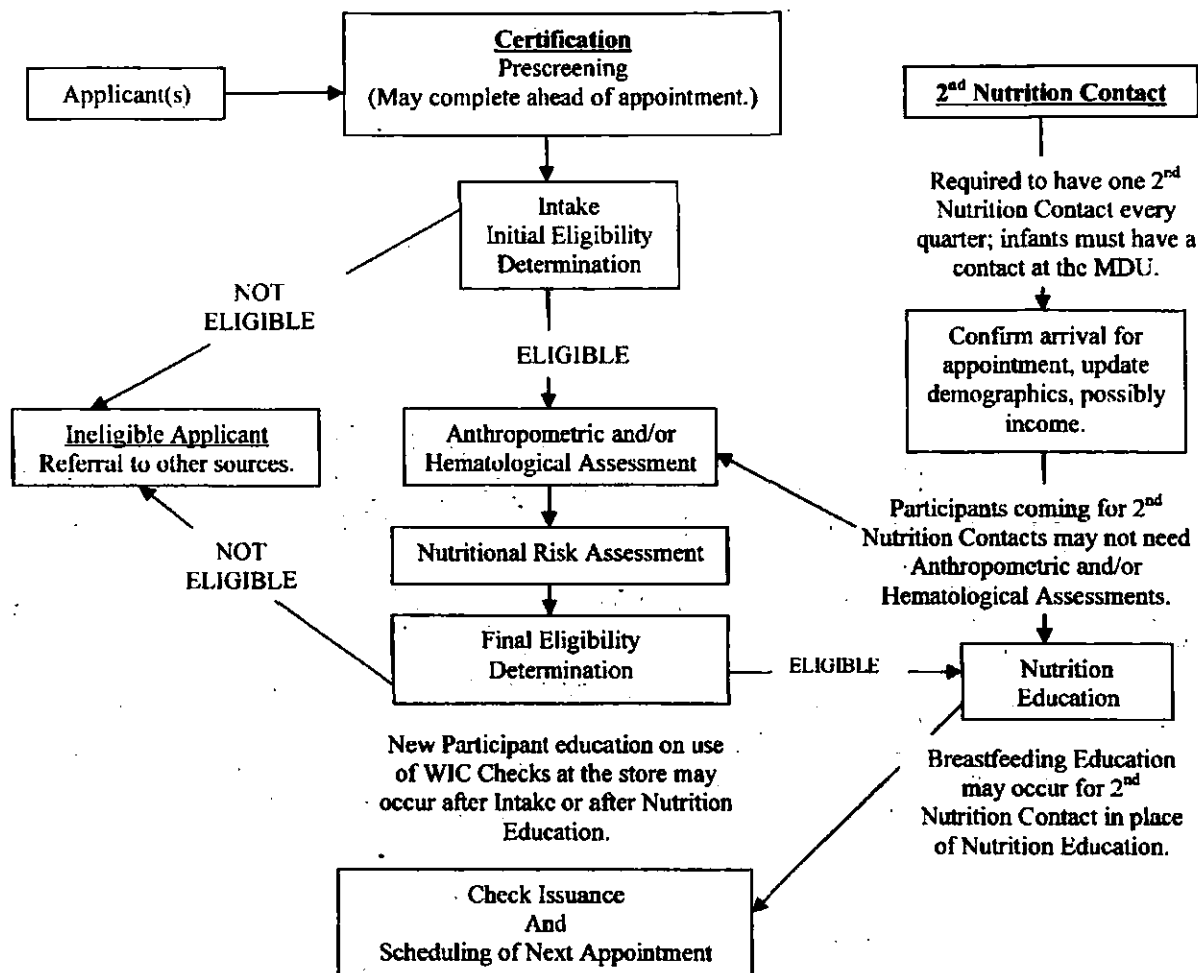 Certification
Prescreening
(May complete ahead of appointment.)
Applicant(s)
2nd Nutrition Contact
Intake
Initial Eligibility
Determination
Required to have one 2nd
Nutrition Contact every
quarter; infants must have a
contact at the MDU.
NOT
ELIGIBLE
ELIGIBLE
Confirm arrival for
appointment, update
demographics, possibly
income.
Ineligible Applicant
Referral to other sources.
Anthropometric and/or
Hematological Assessment
Participants coming for 2nd
Nutrition Contacts may not need
Anthropometric and/or
Hematological Assessments.
Nutritional Risk Assessment
NOT
ELIGIBLE
Final Eligibility
Determination
ELIGIBLE
Nutrition
Education
New Participant education on use
of WIC Checks at the store may
occur after Intake or after Nutrition
Education.
Breastfeeding Education
may occur for 2nd
Nutrition Contact in place
of Nutrition Education.
Check Issuance
And
Scheduling of Next Appointment